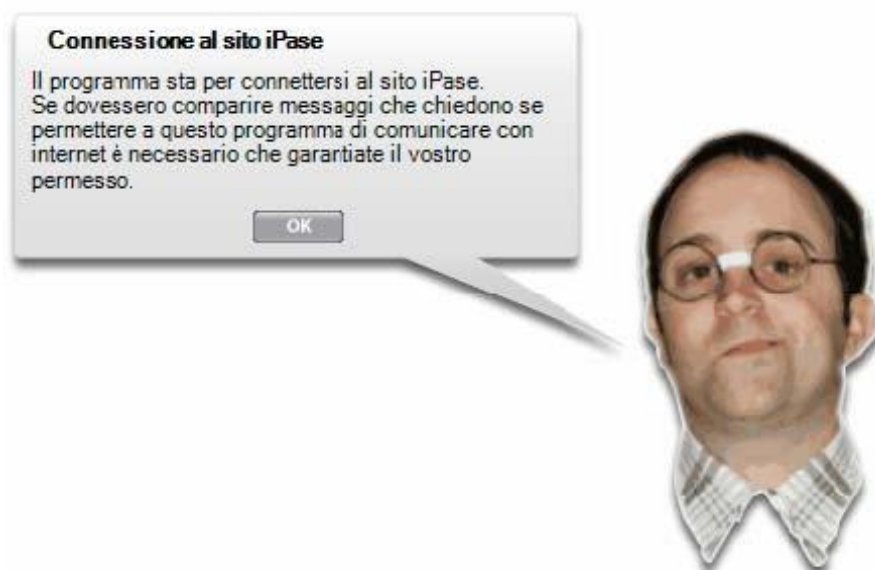 Connessione al sito iPase
Il programma sta per connettersi al sito iPase.
Se dovessero comparire messaggi che chiedono se
permettere a questo programma di comunicare con
internet è necessario che garantiate il vostro
permesso.
OK